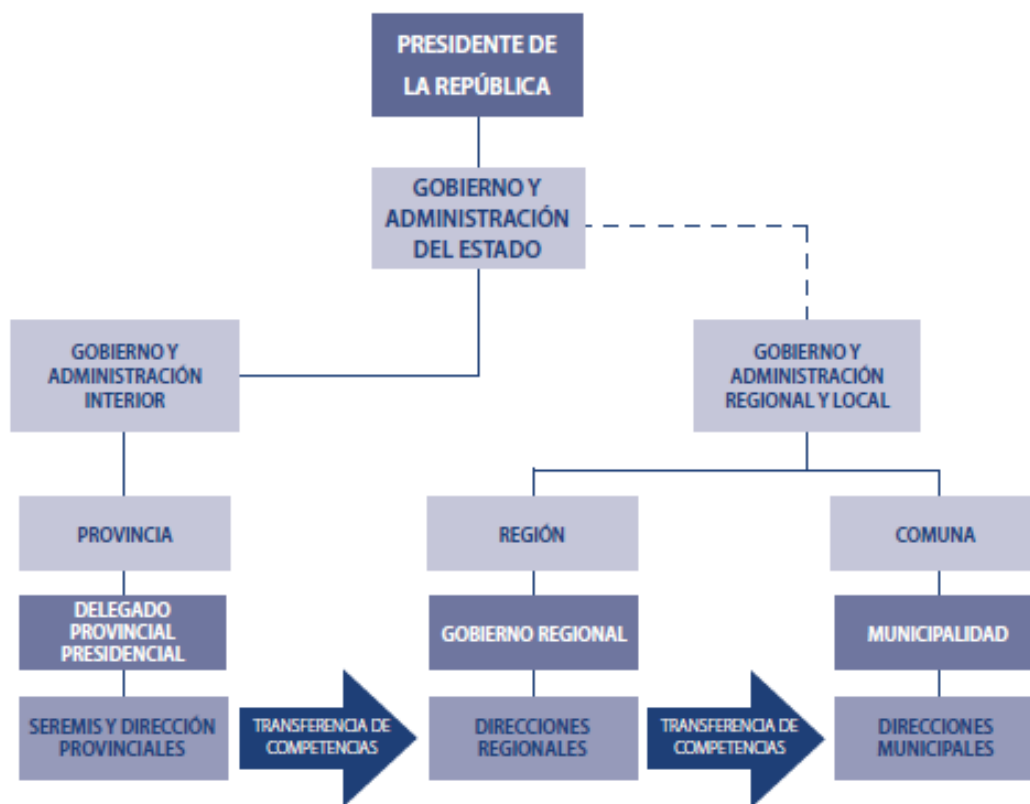 PRESIDENTE DE
LA REPÚBLICA
GOBIERNO Y
ADMINISTRACIÓN
DEL ESTADO
GOBIERNO Y
ADMINISTRACIÓN
INTERIOR
GOBIERNO Y
ADMINISTRACIÓN
REGIONAL Y LOCAL
PROVINCIA
REGIÓN
COMUNA
DELEGADO
PROVINCIAL
PRESIDENCIAL
GOBIERNO REGIONAL
MUNICIPALIDAD
SEREMIS Y DIRECCIÓN
PROVINCIALES
TRANSFERENCIA DE
COMPETENCIAS
DIRECCIONES
REGIONALES
TRANSFERENCIA DE
COMPETENCIAS
DIRECCIONES
MUNICIPALES